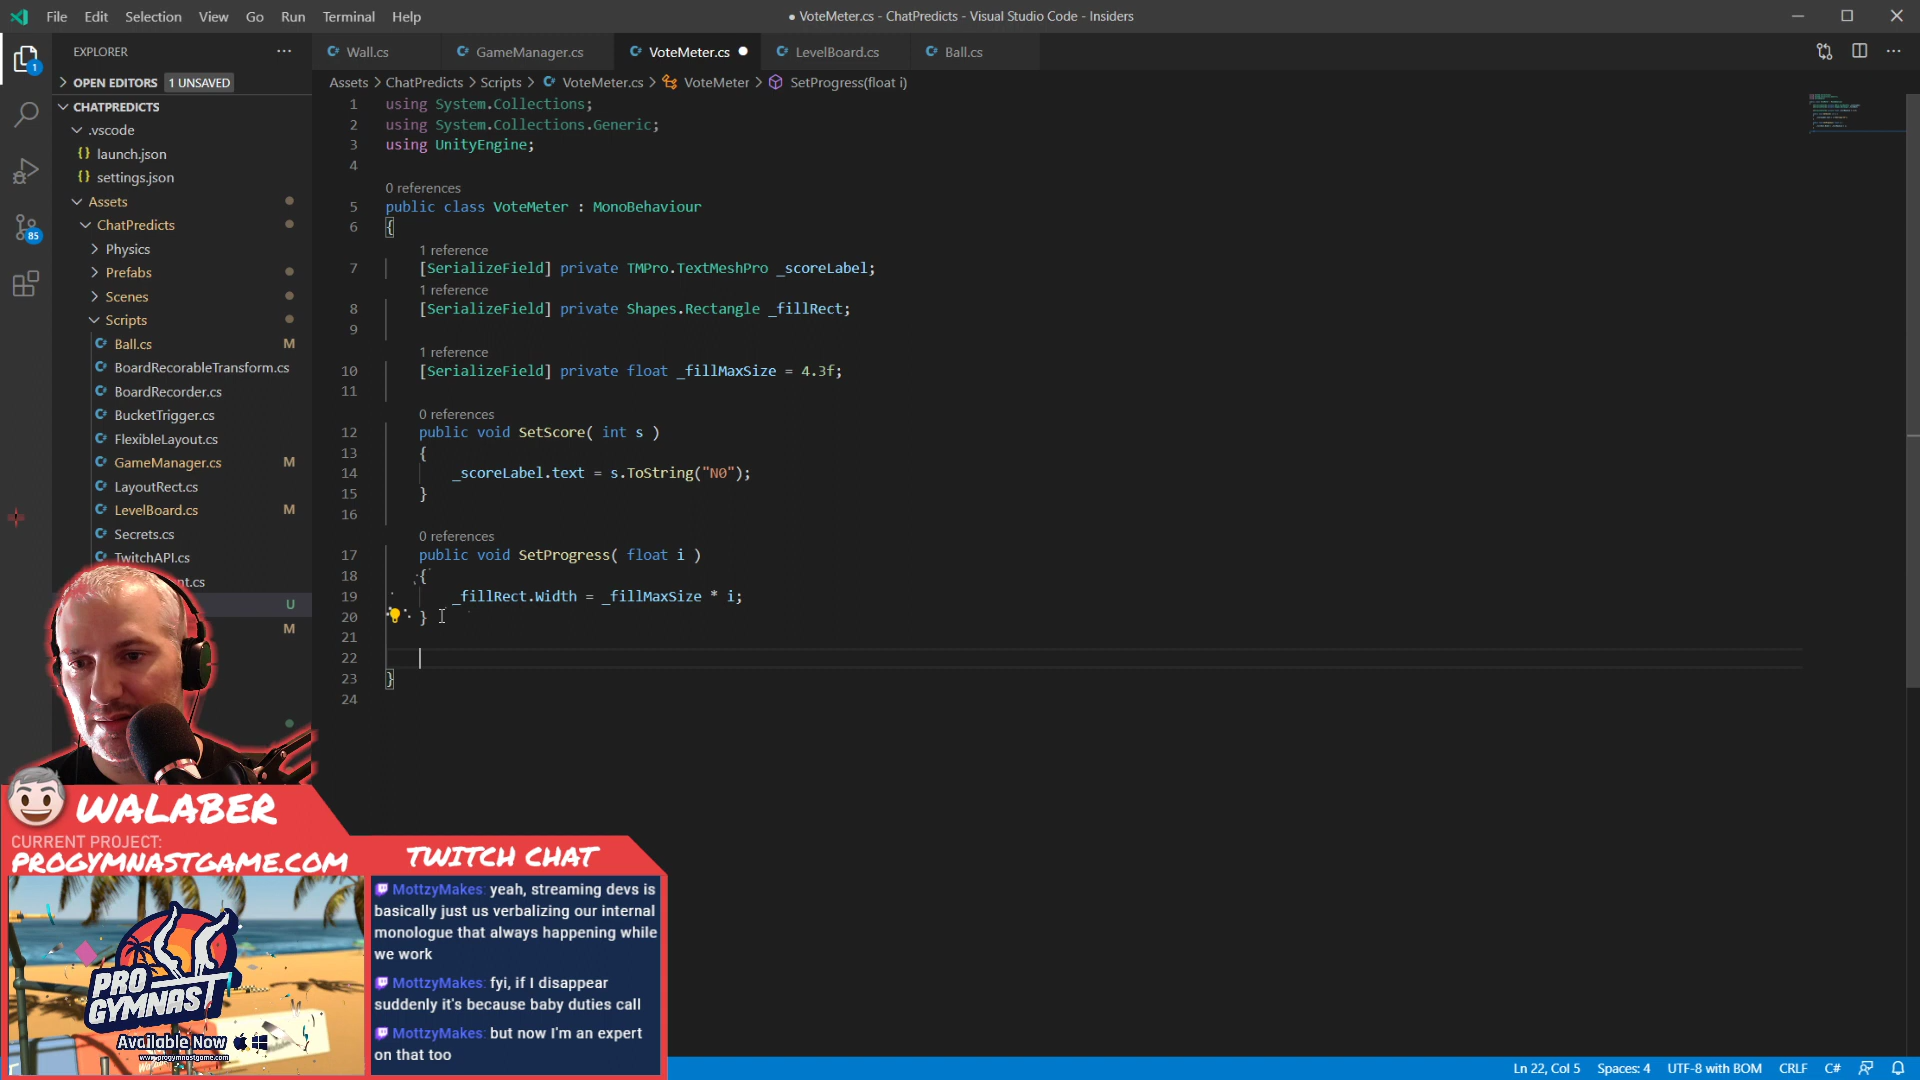 File Edit Selection View Go Run Terminal Help
● VoteMeter.cs - ChatPredicts - Visual Studio Code - Insiders
EXPLORER
OPEN EDITORS 1 UNSAVED
CHATPREDICTS
.vscode
launch.json
settings.json
Assets
ChatPredicts
Physics
Prefabs
Scenes
Scripts
Ball.cs M
BoardRecorableTransform.cs
BoardRecorder.cs
BucketTrigger.cs
FlexibleLayout.cs
GameManager.cs M
LayoutRect.cs
LevelBoard.cs M
Secrets.cs
TwitchAPI.cs
nt.cs
U
M
1
85
Wall.cs GameManager.cs VoteMeter.cs LevelBoard.cs Ball.cs
Assets > ChatPredicts > Scripts > VoteMeter.cs > VoteMeter > SetProgress(float i)
1 using System.Collections;
2 using System.Collections.Generic;
3 using UnityEngine;
4
0 references
5 public class VoteMeter : MonoBehaviour
6 {
1 reference
7 [SerializeField] private TMPro.TextMeshPro _scoreLabel;
1 reference
8 [SerializeField] private Shapes.Rectangle _fillRect;
9
1 reference
10 [SerializeField] private float _fillMaxSize = 4.3f;
11
0 references
12 public void SetScore( int s )
13 {
14 _scoreLabel.text = s.ToString("N0");
15 }
16
0 references
17 public void SetProgress( float i )
18 {
19 _fillRect.Width = _fillMaxSize * i;
20 }
21
22
23 }
24
WALABER
CURRENT PROJECT:
PROGYMNASTGAME.COM
PRO
GYMNAST
Available Now
www.progymnastgame.com
TWITCH CHAT
MottzyMakes: yeah, streaming devs is
basically just us verbalizing our internal
monologue that always happening while
we work
MottzyMakes: fyi, if I disappear
suddenly it's because baby duties call
MottzyMakes: but now I'm an expert
on that too
Ln 22, Col 5 Spaces: 4 UTF-8 with BOM CRLF C#